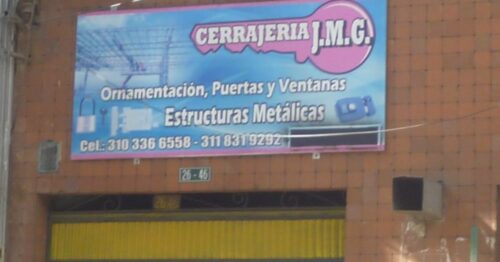 CERRAJERIA J.M.G.
Ornamentación, Puertas y Ventanas
Estructuras Metálicas
Cel.: 310 336 6558 - 311 831 9292
26 - 46